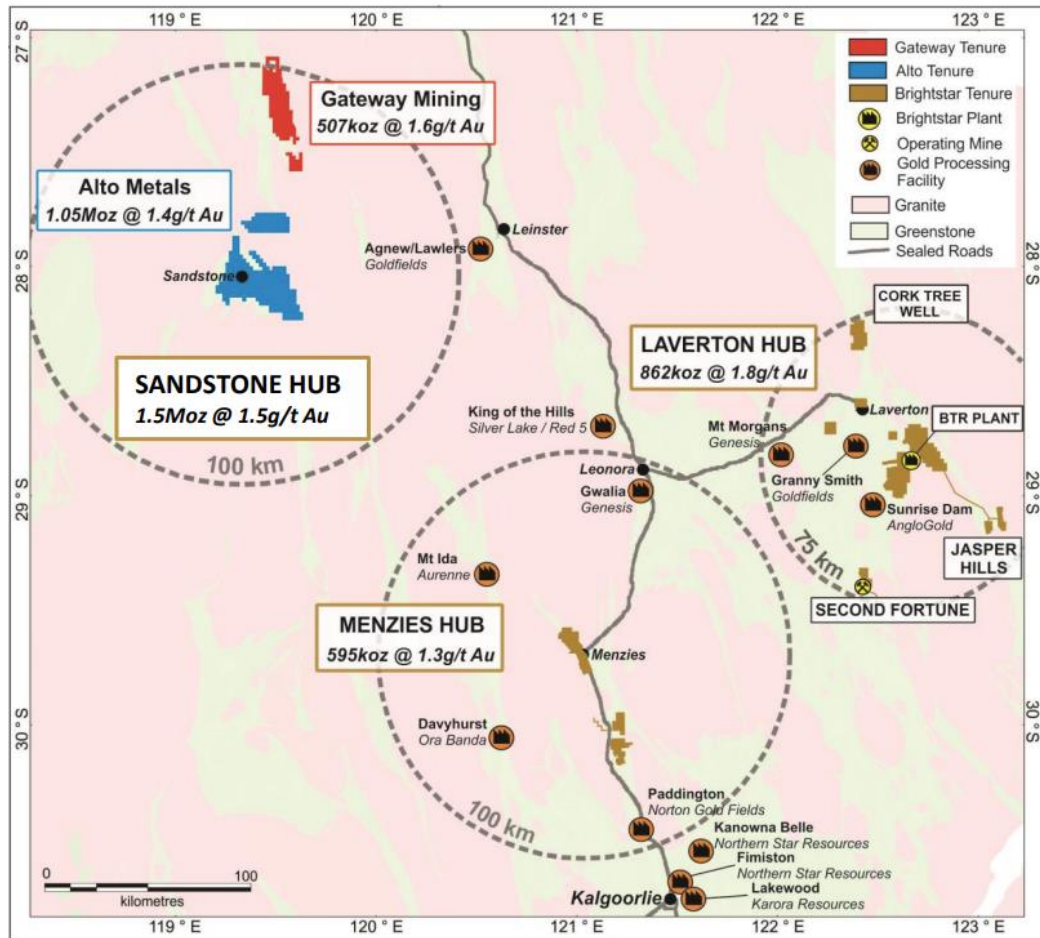 119° E
120° E
121° E
122° E
123° E
27° S
28° S
29° S
30° S
Gateway Mining
507koz @ 1.6g/t Au
Alto Metals
1.05Moz @ 1.4g/t Au
Sandstone
SANDSTONE HUB
1.5Moz @ 1.5g/t Au
100 km
Agnew/Lawlers
Goldfields
Leinster
Gateway Tenure
Alto Tenure
Brightstar Tenure
Brightstar Plant
Operating Mine
Gold Processing
Facility
Granite
Greenstone
Sealed Roads
28° S
CORK TREE
WELL
LAVERTON HUB
862koz @ 1.8g/t Au
Laverton
BTR PLANT
King of the Hills
Silver Lake / Red 5
Mt Morgans
Genesis
Granny Smith
Goldfields
Leonora
Gwalia
Genesis
Sunrise Dam
AngloGold
29° S
75 km
JASPER
HILLS
SECOND FORTUNE
Mt Ida
Aurenne
MENZIES HUB
595koz @ 1.3g/t Au
Menzies
Davyhurst
Ora Banda
30° S
100 km
Paddington
Norton Gold Fields
Kanowna Belle
Northern Star Resources
Fimiston
Northern Star Resources
Lakewood
Karora Resources
Kalgoorlie
0
100
kilometres
119° E
120° E
121° E
122° E
123° E